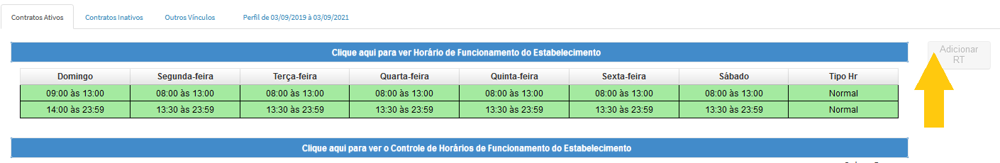 Contratos Ativos Contratos Inativos Outros Vínculos Perfil de 03/09/2019 à 03/09/2021
Clique aqui para ver Horário de Funcionamento do Estabelecimento
Adicionar
RT
Domingo Segunda-feira Terça-feira Quarta-feira Quinta-feira Sexta-feira Sábado Tipo Hr
09:00 às 13:00 08:00 às 13:00 08:00 às 13:00 08:00 às 13:00 08:00 às 13:00 08:00 às 13:00 08:00 às 13:00 Normal
14:00 às 23:59 13:30 às 23:59 13:30 às 23:59 13:30 às 23:59 13:30 às 23:59 13:30 às 23:59 13:30 às 23:59 Normal
Clique aqui para ver o Controle de Horários de Funcionamento do Estabelecimento